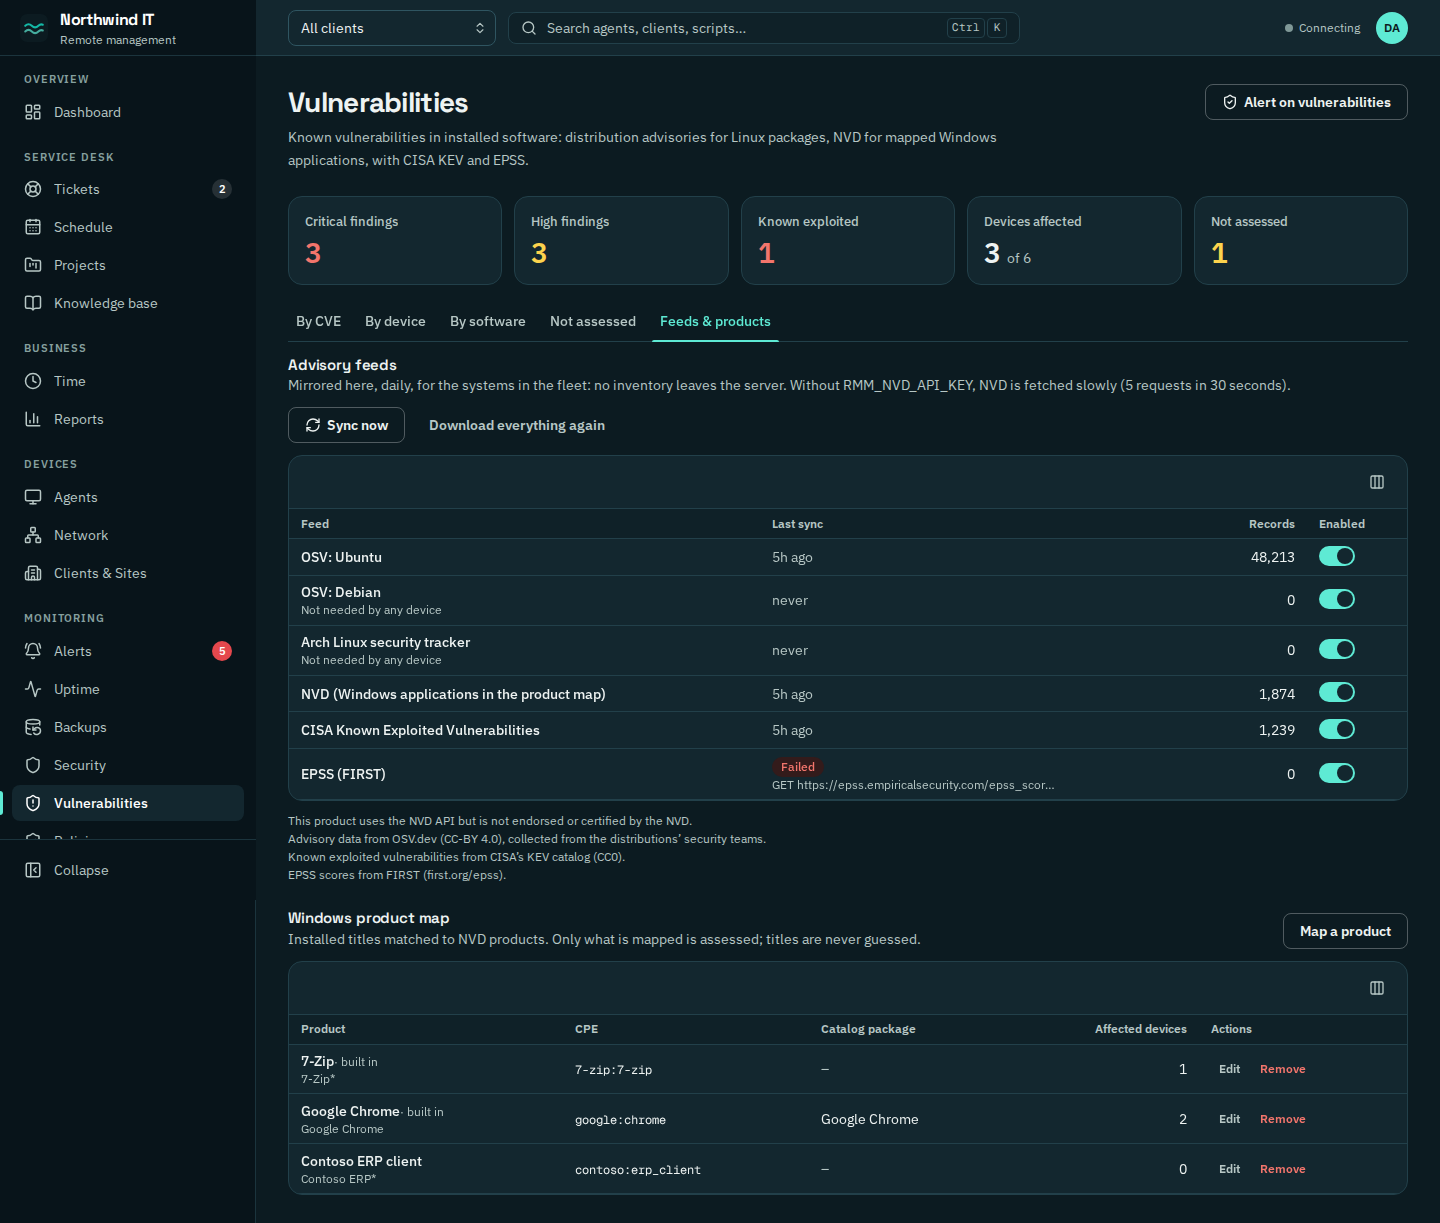 Northwind IT
Remote management
All clients
Search agents, clients, scripts...
Ctrl K
Connecting
DA
OVERVIEW
Dashboard
SERVICE DESK
Tickets
2
Schedule
Projects
Knowledge base
BUSINESS
Time
Reports
DEVICES
Agents
Network
Clients & Sites
MONITORING
Alerts
5
Uptime
Backups
Security
Vulnerabilities
Collapse
Vulnerabilities
Alert on vulnerabilities
Known vulnerabilities in installed software: distribution advisories for Linux packages, NVD for mapped Windows
applications, with CISA KEV and EPSS.
Critical findings
3
High findings
3
Known exploited
1
Devices affected
3 of 6
Not assessed
1
By CVE
By device
By software
Not assessed
Feeds & products
Advisory feeds
Mirrored here, daily, for the systems in the fleet: no inventory leaves the server. Without RMM_NVD_API_KEY, NVD is fetched slowly (5 requests in 30 seconds).
Sync now
Download everything again
Feed Last sync Records Enabled
OSV: Ubuntu 5h ago 48,213
OSV: Debian
Not needed by any device
never 0
Arch Linux security tracker
Not needed by any device
never 0
NVD (Windows applications in the product map) 5h ago 1,874
CISA Known Exploited Vulnerabilities 5h ago 1,239
EPSS (FIRST)
Failed
GET https://epss.empiricalsecurity.com/epss_scor...
0
This product uses the NVD API but is not endorsed or certified by the NVD.
Advisory data from OSV.dev (CC-BY 4.0), collected from the distributions’ security teams.
Known exploited vulnerabilities from CISA’s KEV catalog (CC0).
EPSS scores from FIRST (first.org/epss).
Windows product map
Installed titles matched to NVD products. Only what is mapped is assessed; titles are never guessed.
Map a product
Product CPE Catalog package Affected devices Actions
7-Zip · built in
7-Zip*
7-zip:7-zip – 1 Edit Remove
Google Chrome · built in
Google Chrome
google:chrome Google Chrome 2 Edit Remove
Contoso ERP client
Contoso ERP*
contoso:erp_client – 0 Edit Remove